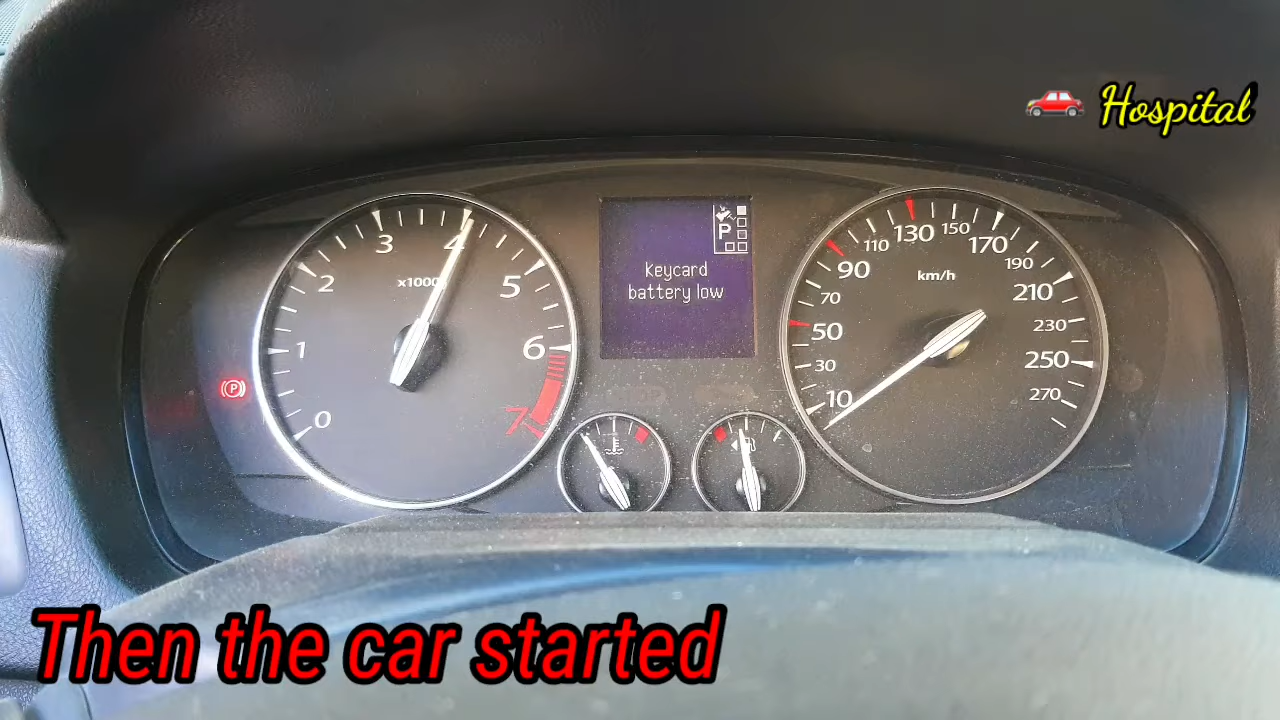 Hospital
0
1
2
3
4
5
6
7
x1000
P
P
Keycard
battery low
10
30
50
70
90
110
130
150
170
190
210
230
250
270
km/h
Then the car started